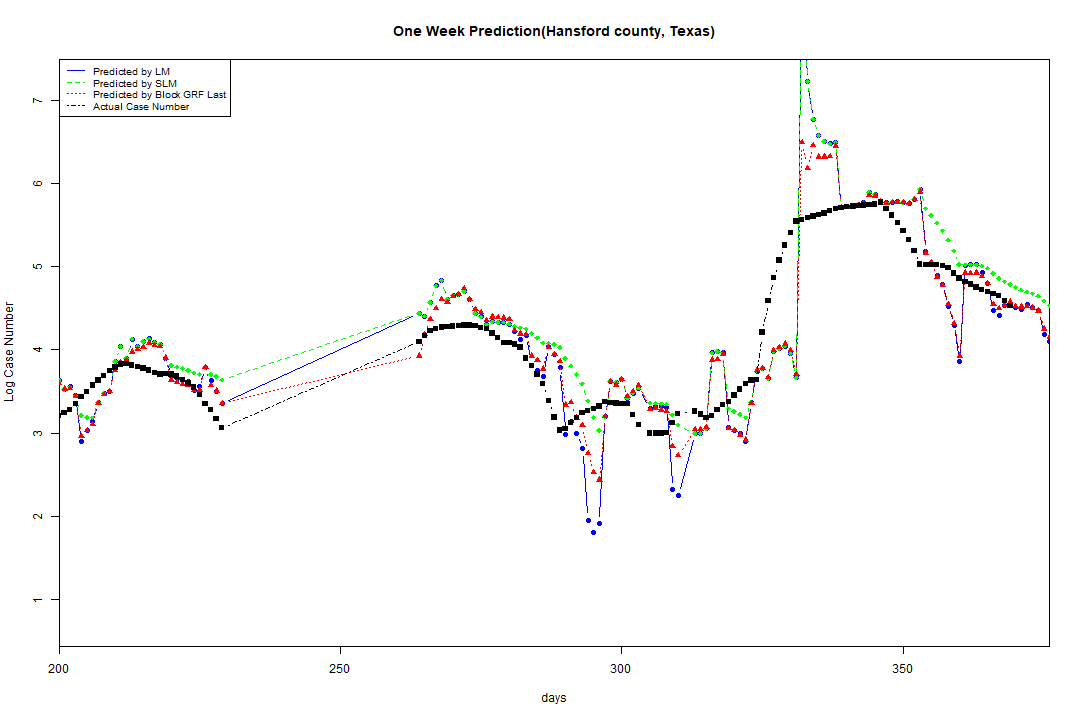 One Week Prediction(Hansford county, Texas)
Predicted by LM
Predicted by SLM
Predicted by Block GRF Last
Actual Case Number
Log Case Number
7
6
5
4
3
2
1
200 250 300 350
days